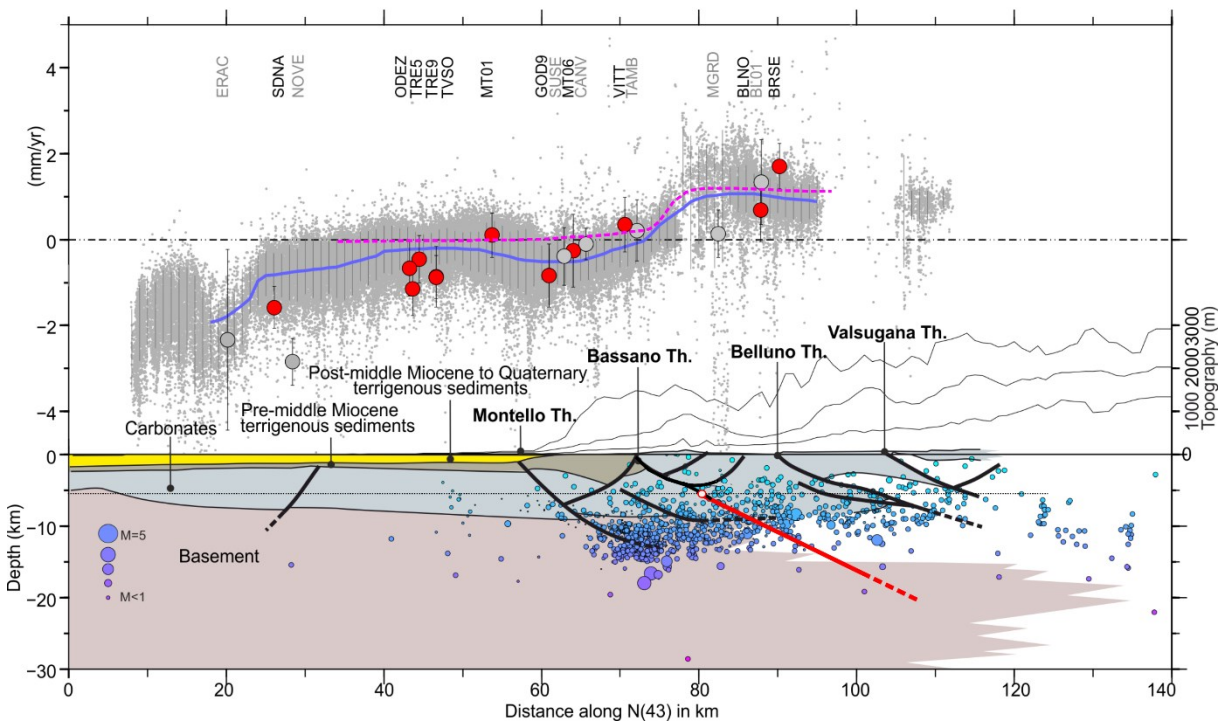 4
2
0
−2
−4
(mm/yr)
ERAC
SDNA
NOVE
ODEZ
TRE5
TRE9
TVSO
MT01
GOD9
SUSE
MT06
CANV
VITT
TAMB
MGRD
BLNO
BL01
BRSE
Valsugana Th.
Bassano Th.
Belluno Th.
Post-middle Miocene to Quaternary
terrigenous sediments
Montello Th.
Pre-middle Miocene
terrigenous sediments
Carbonates
0 1000 2000 3000
Topography (m)
0
−10
−20
−30
Depth (km)
Basement
M=5
M<1
0 20 40 60 80 100 120 140
Distance along N(43) in km